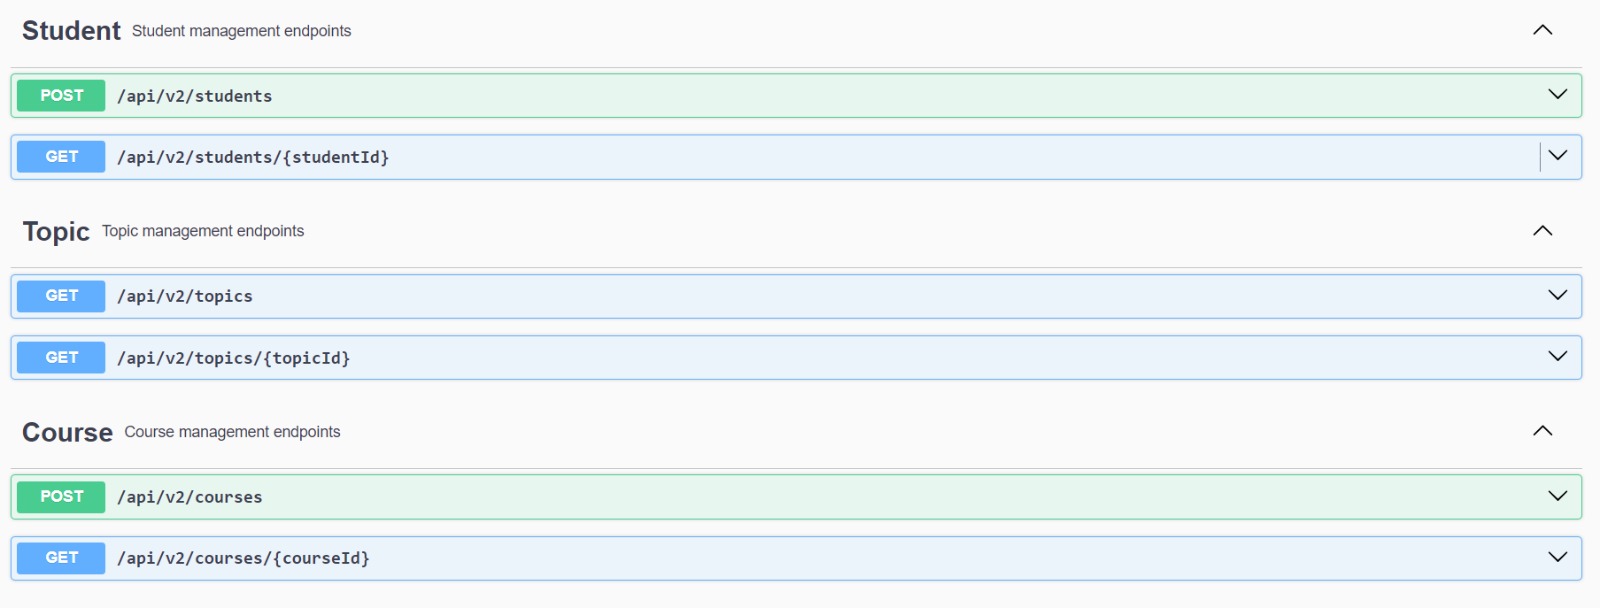 Student Student management endpoints
POST /api/v2/students
GET /api/v2/students/{studentId}
Topic Topic management endpoints
GET /api/v2/topics
GET /api/v2/topics/{topicId}
Course Course management endpoints
POST /api/v2/courses
GET /api/v2/courses/{courseId}